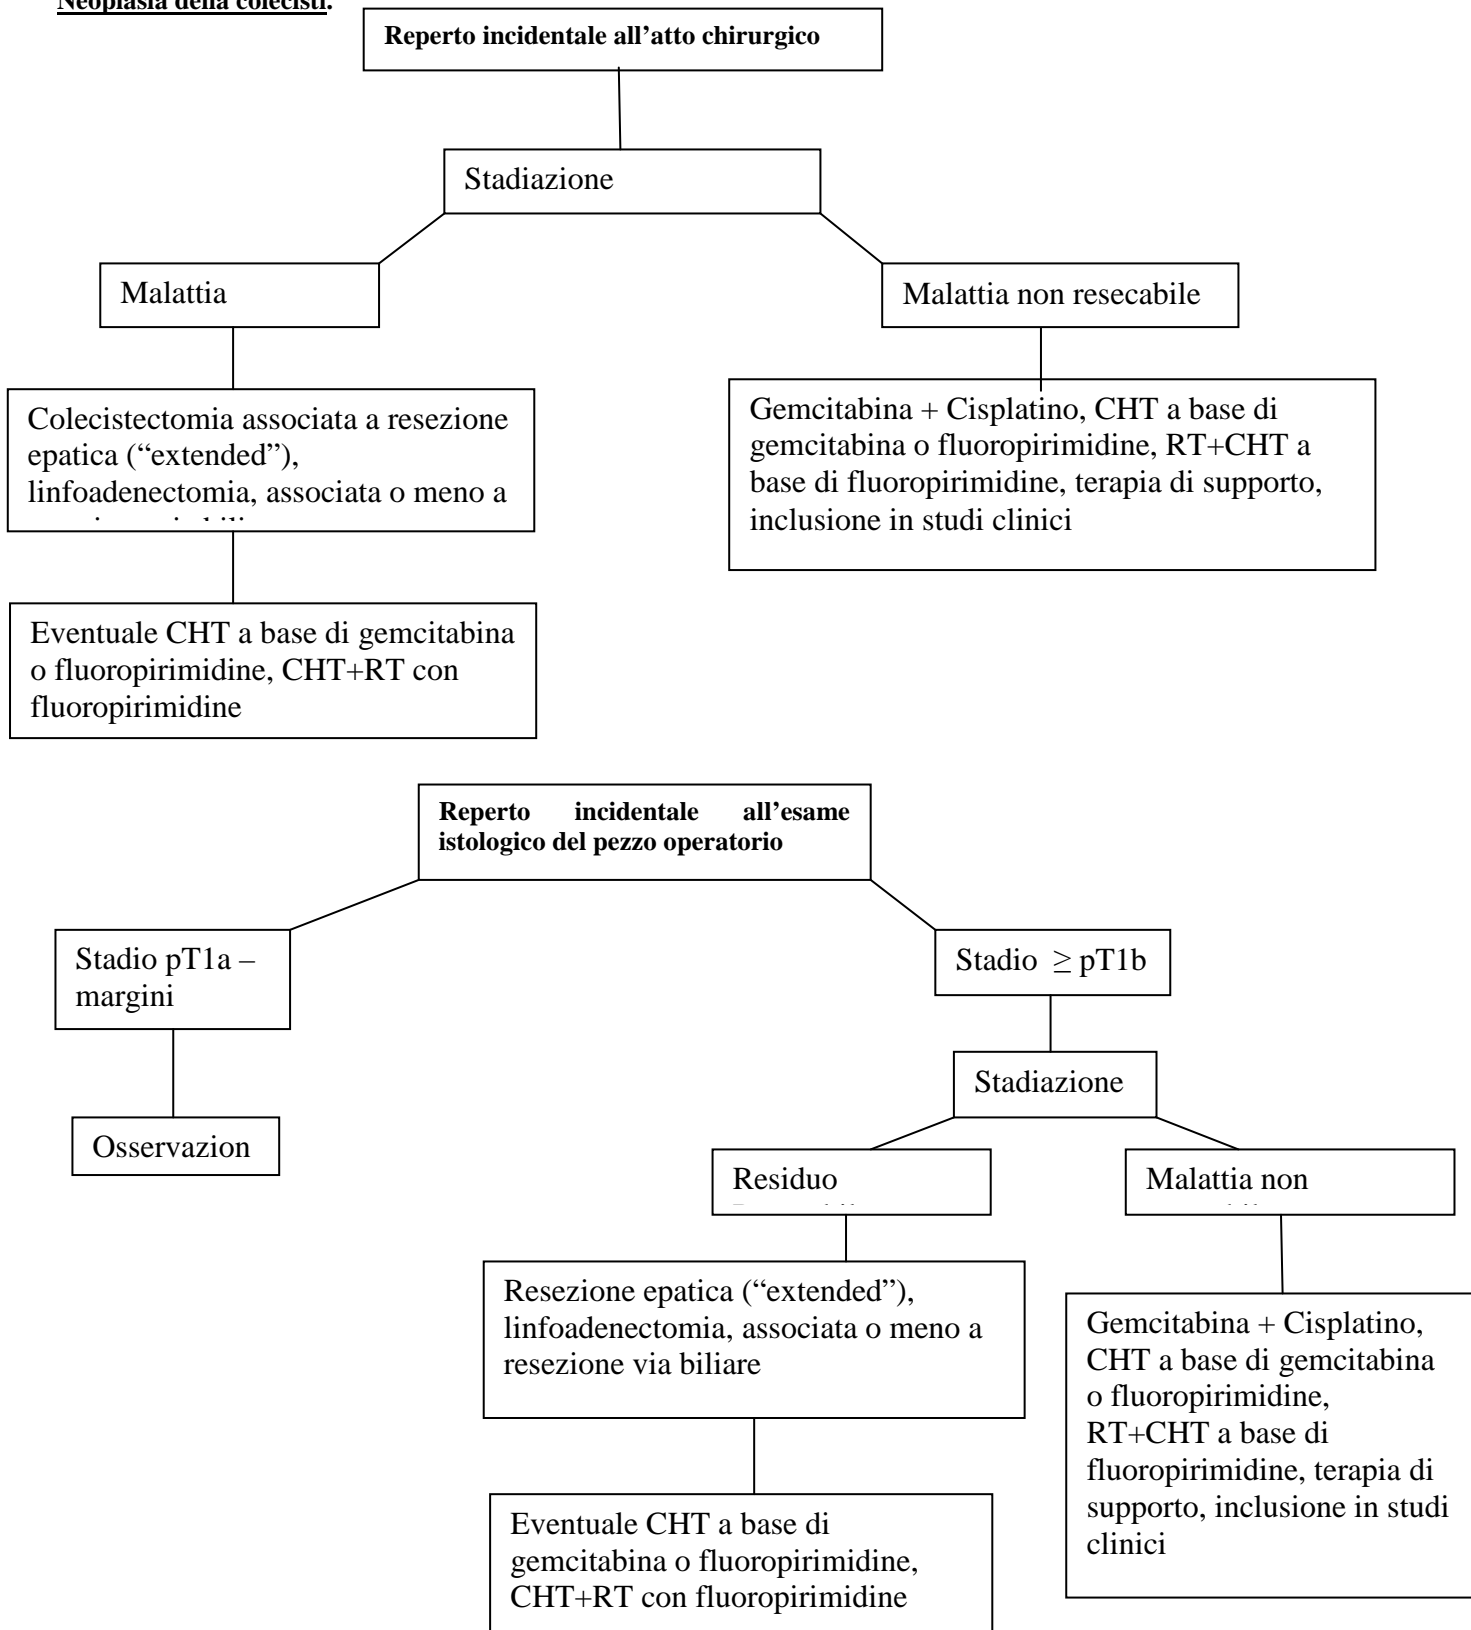 Neoplasia della colecisti.
Reperto incidentale all’atto chirurgico
Stadiazione
Malattia
Malattia non resecabile
Colecistectomia associata a resezione
epatica (“extended”),
linfoadenectomia, associata o meno a
Gemcitabina + Cisplatino, CHT a base di
gemcitabina o fluoropirimidine, RT+CHT a
base di fluoropirimidine, terapia di supporto,
inclusione in studi clinici
Eventuale CHT a base di gemcitabina
o fluoropirimidine, CHT+RT con
fluoropirimidine
Reperto incidentale all’esame
istologico del pezzo operatorio
Stadio pT1a –
margini
Stadio ≥ pT1b
Stadiazione
Osservazion
Residuo
Malattia non
Resezione epatica (“extended”),
linfoadenectomia, associata o meno a
resezione via biliare
Gemcitabina + Cisplatino,
CHT a base di gemcitabina
o fluoropirimidine,
RT+CHT a base di
fluoropirimidine, terapia di
supporto, inclusione in studi
clinici
Eventuale CHT a base di
gemcitabina o fluoropirimidine,
CHT+RT con fluoropirimidine